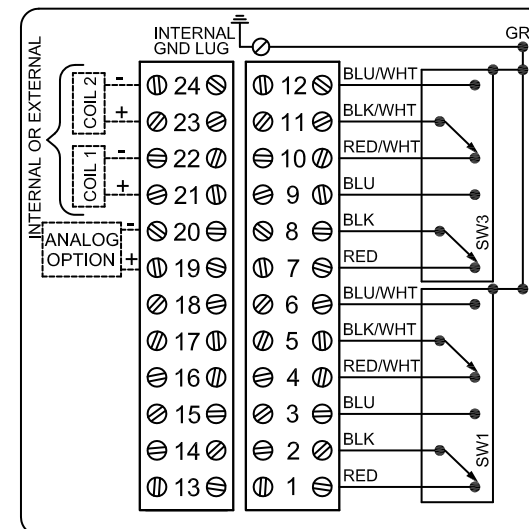 INTERNAL
GND LUG
GR
INTERNAL OR EXTERNAL
COIL 2
-
+
COIL 1
-
+
ANALOG
OPTION
-
+
24
23
22
21
20
19
18
17
16
15
14
13
12
11
10
9
8
7
6
5
4
3
2
1
BLU/WHT
BLK/WHT
RED/WHT
BLU
BLK
RED
BLU/WHT
BLK/WHT
RED/WHT
BLU
BLK
RED
SW3
SW1